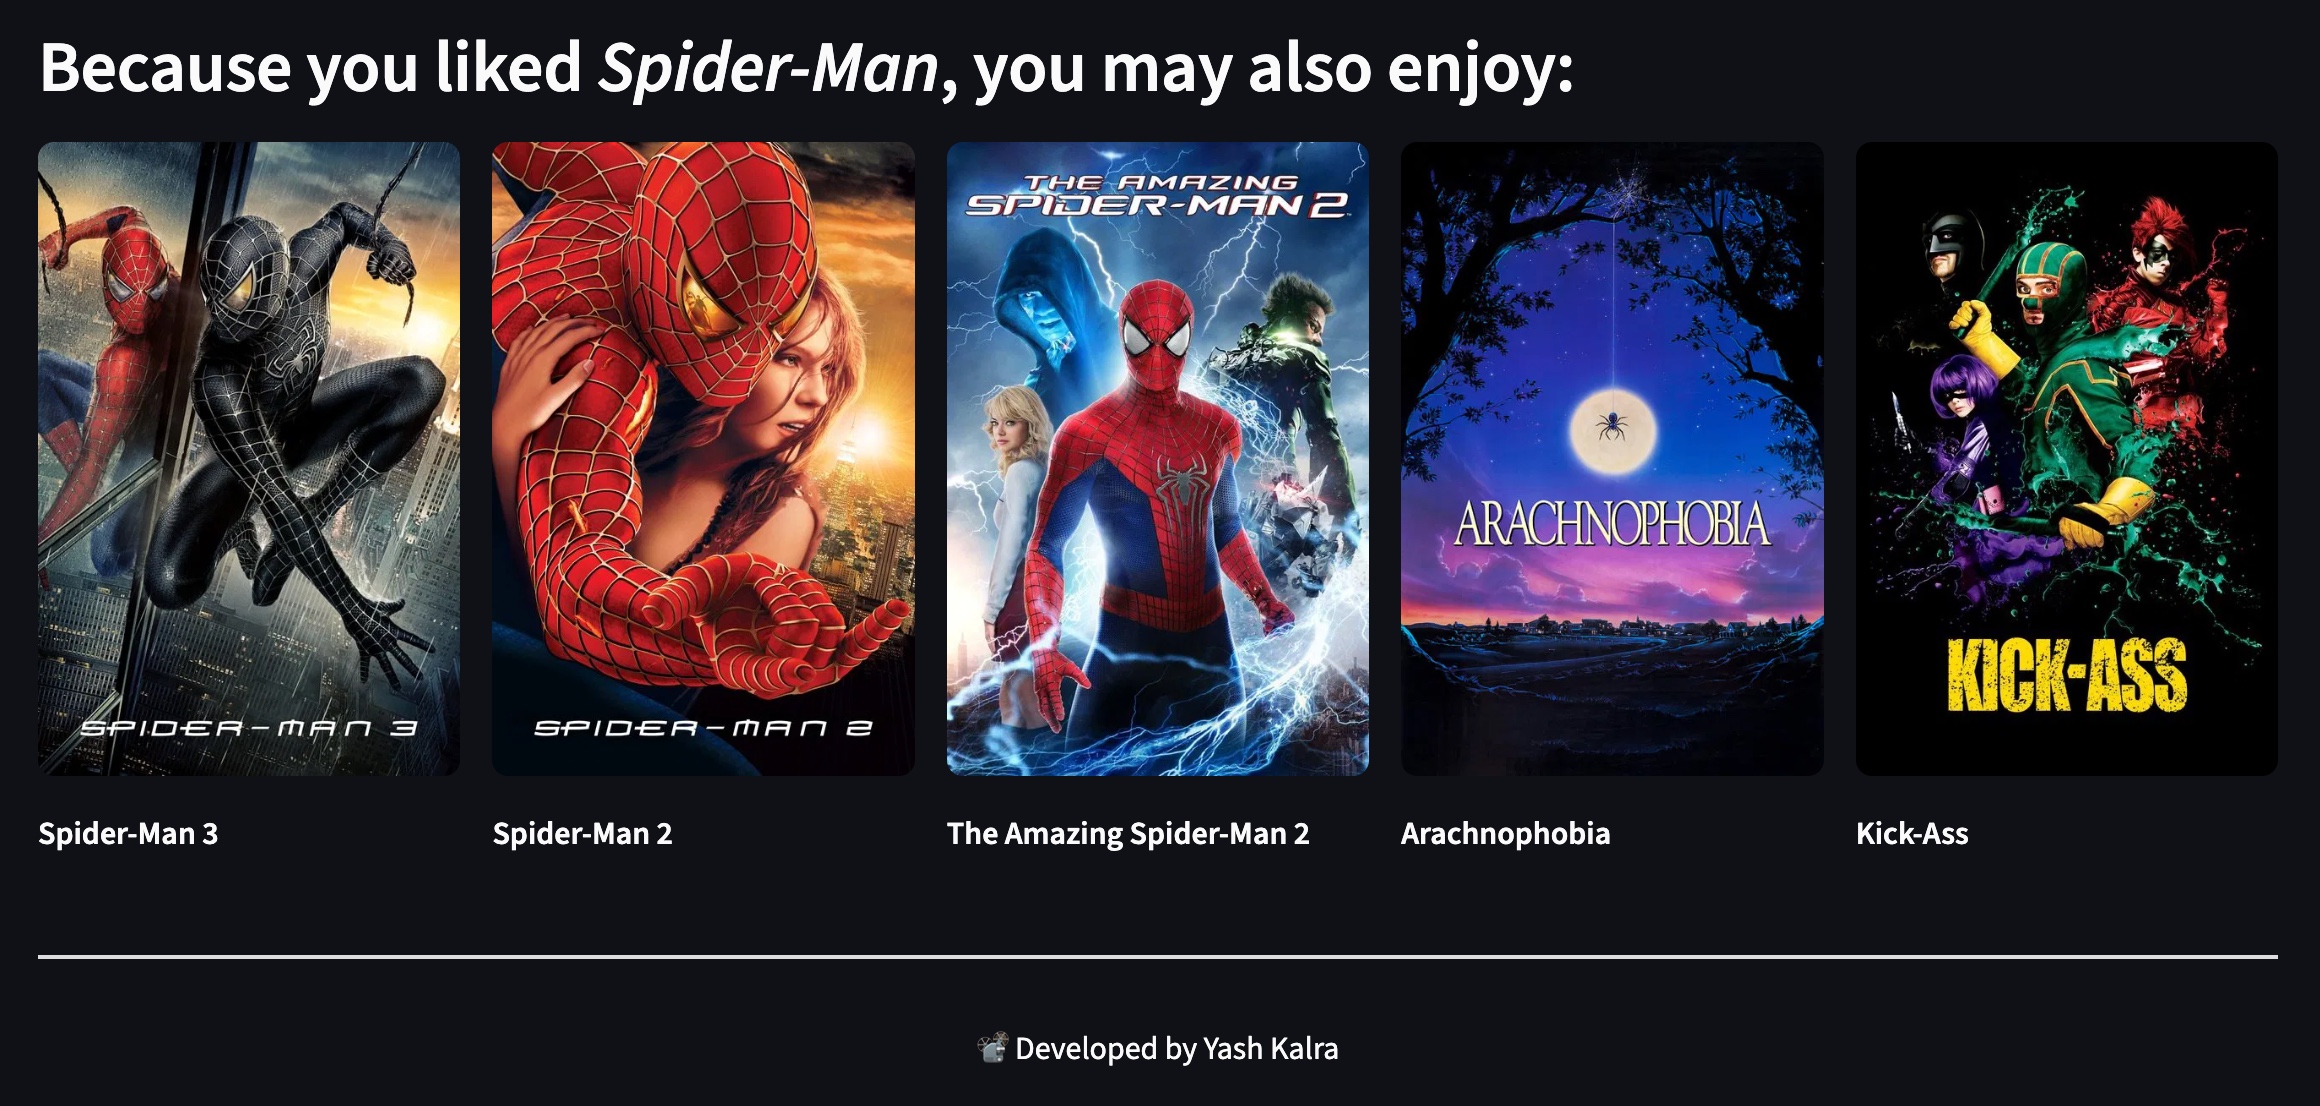 Because you liked Spider-Man, you may also enjoy:
SPIDER-MAN 3
SPIDER-MAN 2
THE AMAZING
SPIDER-MAN 2
ARACHNOPHOBIA
KICK-ASS
Spider-Man 3
Spider-Man 2
The Amazing Spider-Man 2
Arachnophobia
Kick-Ass
Developed by Yash Kalra